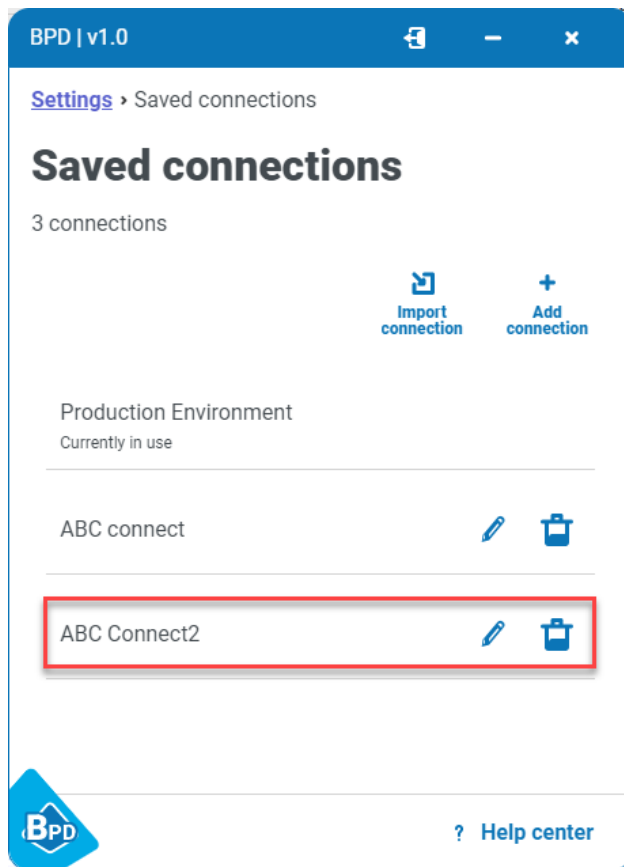 BPD | v1.0
Settings › Saved connections
Saved connections
3 connections
Import
connection
Add
connection
Production Environment
Currently in use
ABC connect
ABC Connect2
BPD
? Help center